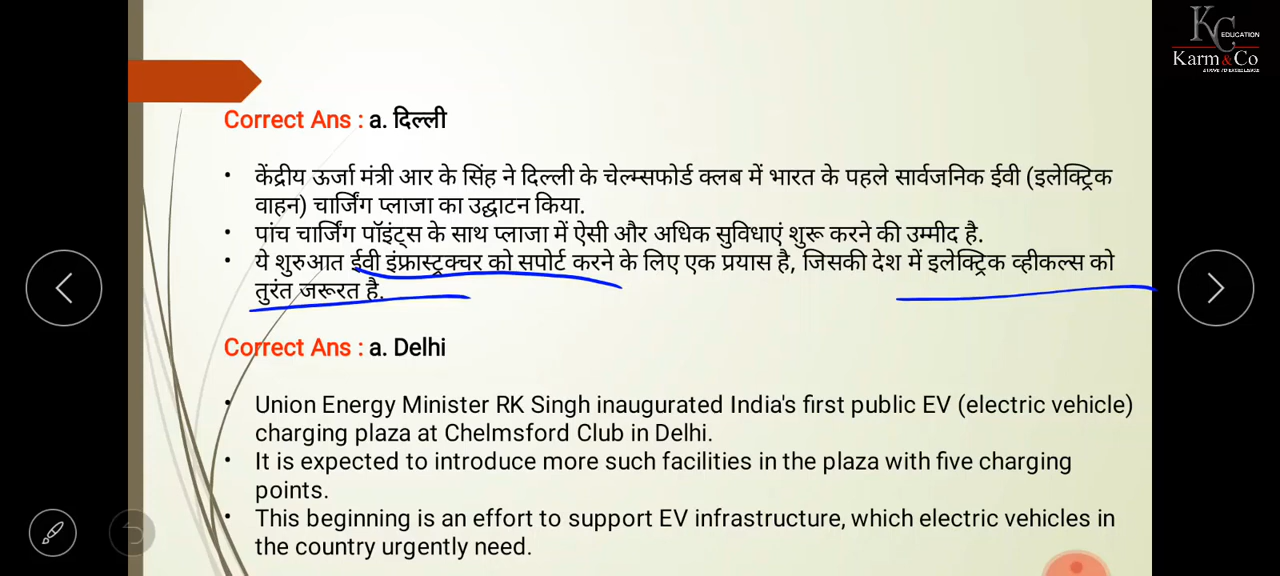 KC EDUCATION
Karm&Co
Correct Ans : a. दिल्ली
• केंद्रीय ऊर्जा मंत्री आर के सिंह ने दिल्ली के चेल्म्सफोर्ड क्लब में भारत के पहले सार्वजनिक ईवी (इलेक्ट्रिक
वाहन) चार्जिंग प्लाजा का उद्घाटन किया.
• पांच चार्जिंग पॉइंट्स के साथ प्लाजा में ऐसी और अधिक सुविधाएं शुरू करने की उम्मीद है.
• ये शुरुआत ईवी इंफ्रास्ट्रक्चर को सपोर्ट करने के लिए एक प्रयास है, जिसकी देश में इलेक्ट्रिक व्हीकल्स को
तुरंत जरूरत है.
Correct Ans : a. Delhi
• Union Energy Minister RK Singh inaugurated India's first public EV (electric vehicle)
charging plaza at Chelmsford Club in Delhi.
• It is expected to introduce more such facilities in the plaza with five charging
points.
• This beginning is an effort to support EV infrastructure, which electric vehicles in
the country urgently need.